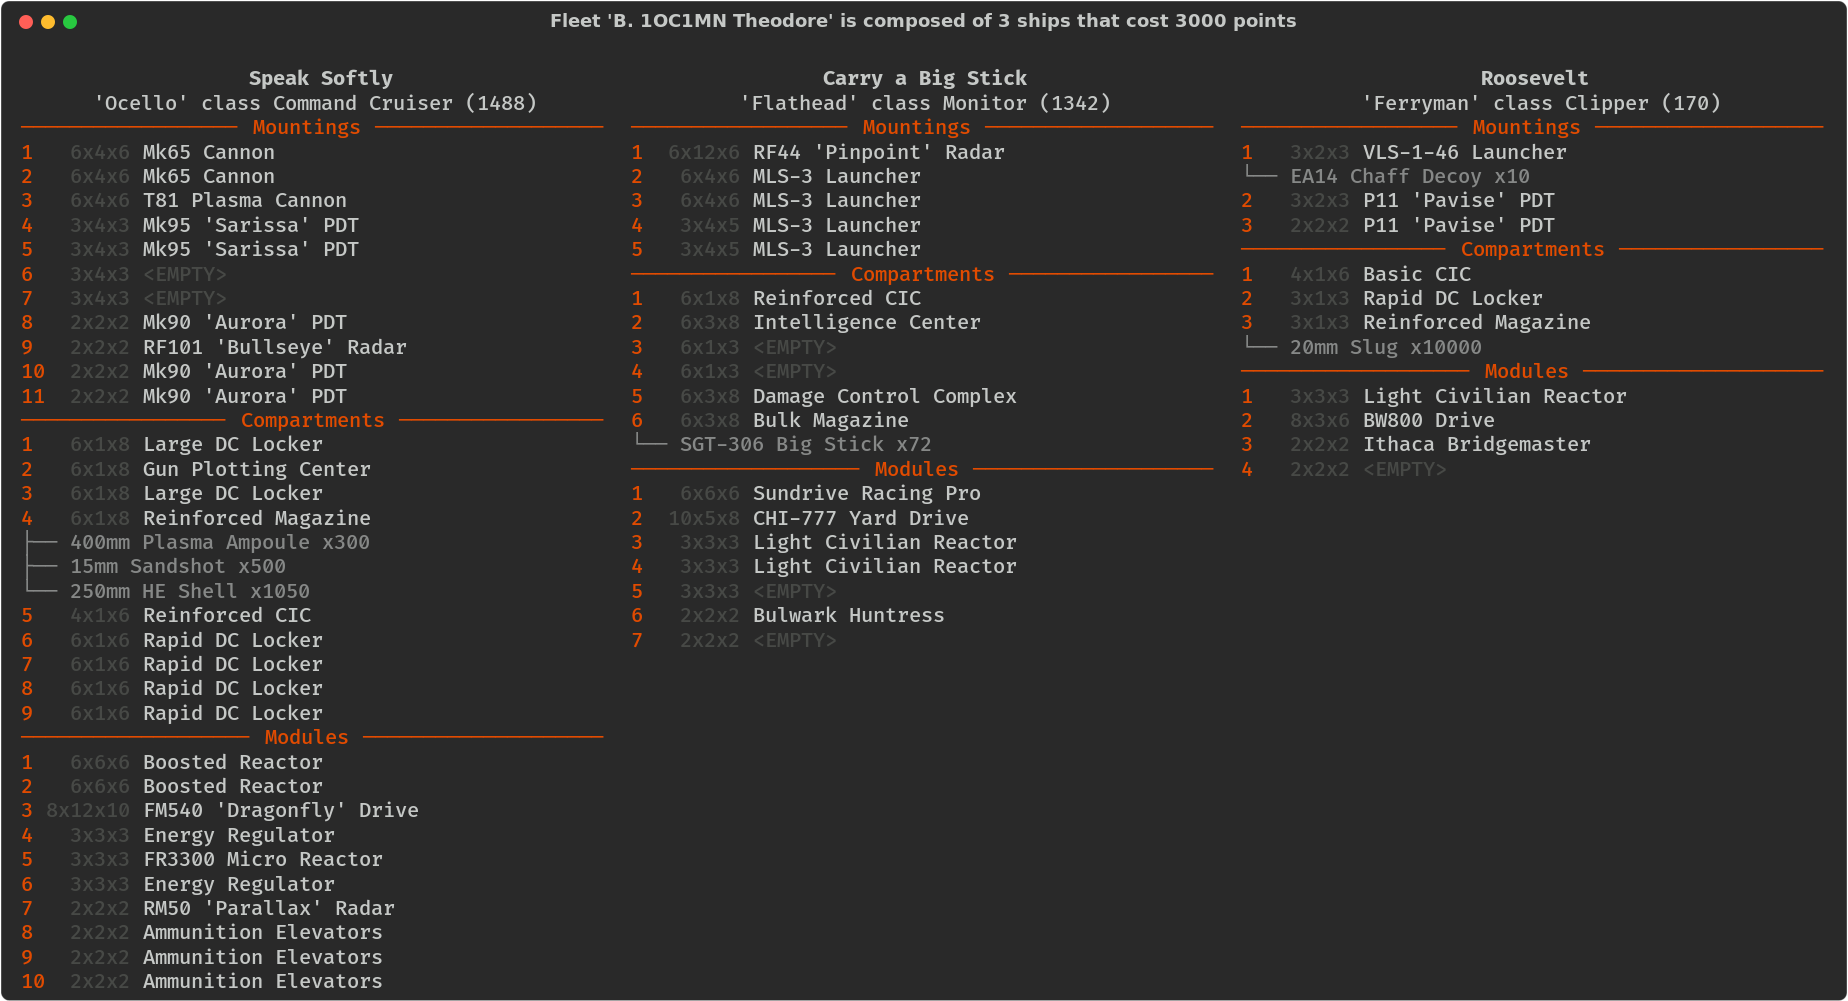 Fleet 'B. 1OC1MN Theodore' is composed of 3 ships that cost 3000 points
Speak Softly
'Ocello' class Command Cruiser (1488)
Mountings
1 6x4x6 Mk65 Cannon
2 6x4x6 Mk65 Cannon
3 6x4x6 T81 Plasma Cannon
4 3x4x3 Mk95 'Sarissa' PDT
5 3x4x3 Mk95 'Sarissa' PDT
6 3x4x3 <EMPTY>
7 3x4x3 <EMPTY>
8 2x2x2 Mk90 'Aurora' PDT
9 2x2x2 RF101 'Bullseye' Radar
10 2x2x2 Mk90 'Aurora' PDT
11 2x2x2 Mk90 'Aurora' PDT
Compartments
1 6x1x8 Large DC Locker
2 6x1x8 Gun Plotting Center
3 6x1x8 Large DC Locker
4 6x1x8 Reinforced Magazine
400mm Plasma Ampoule x300
15mm Sandshot x500
250mm HE Shell x1050
5 4x1x6 Reinforced CIC
6 6x1x6 Rapid DC Locker
7 6x1x6 Rapid DC Locker
8 6x1x6 Rapid DC Locker
9 6x1x6 Rapid DC Locker
Modules
1 6x6x6 Boosted Reactor
2 6x6x6 Boosted Reactor
3 8x12x10 FM540 'Dragonfly' Drive
4 3x3x3 Energy Regulator
5 3x3x3 FR3300 Micro Reactor
6 3x3x3 Energy Regulator
7 2x2x2 RM50 'Parallax' Radar
8 2x2x2 Ammunition Elevators
9 2x2x2 Ammunition Elevators
10 2x2x2 Ammunition Elevators
Carry a Big Stick
'Flathead' class Monitor (1342)
Mountings
1 6x12x6 RF44 'Pinpoint' Radar
2 6x4x6 MLS-3 Launcher
3 6x4x6 MLS-3 Launcher
4 3x4x5 MLS-3 Launcher
5 3x4x5 MLS-3 Launcher
Compartments
1 6x1x8 Reinforced CIC
2 6x3x8 Intelligence Center
3 6x1x3 <EMPTY>
4 6x1x3 <EMPTY>
5 6x3x8 Damage Control Complex
6 6x3x8 Bulk Magazine
SGT-306 Big Stick x72
Modules
1 6x6x6 Sundrive Racing Pro
2 10x5x8 CHI-777 Yard Drive
3 3x3x3 Light Civilian Reactor
4 3x3x3 Light Civilian Reactor
5 3x3x3 <EMPTY>
6 2x2x2 Bulwark Huntress
7 2x2x2 <EMPTY>
Roosevelt
'Ferryman' class Clipper (170)
Mountings
1 3x2x3 VLS-1-46 Launcher
EA14 Chaff Decoy x10
2 3x2x3 P11 'Pavise' PDT
3 2x2x2 P11 'Pavise' PDT
Compartments
1 4x1x6 Basic CIC
2 3x1x3 Rapid DC Locker
3 3x1x3 Reinforced Magazine
20mm Slug x10000
Modules
1 3x3x3 Light Civilian Reactor
2 8x3x6 BW800 Drive
3 2x2x2 Ithaca Bridgemaster
4 2x2x2 <EMPTY>